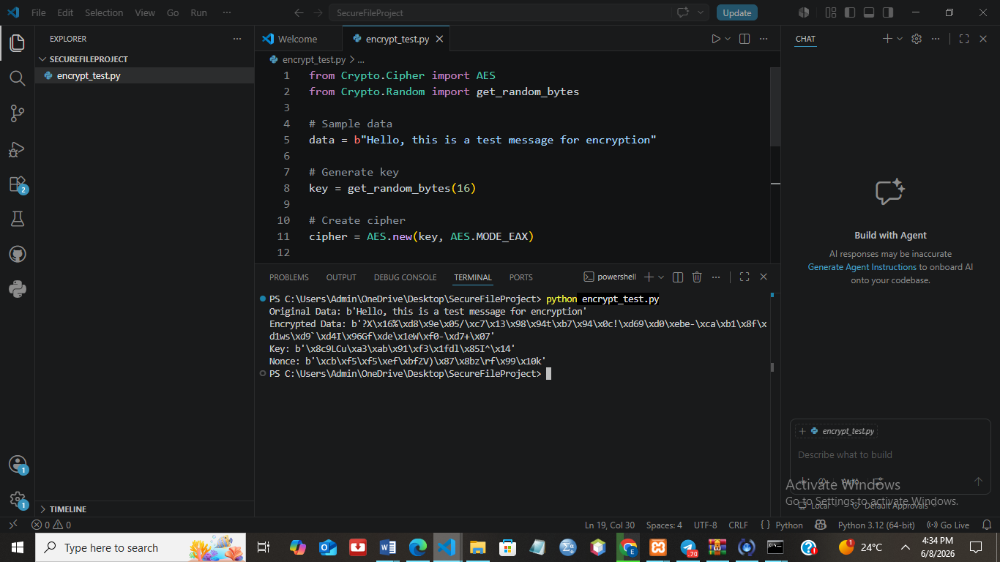 File Edit Selection View Go Run ··· SecureFileProject Update
EXPLORER ···
SECUREFILEPROJECT
encrypt_test.py
Welcome encrypt_test.py
encrypt_test.py > ...
1 from Crypto.Cipher import AES
2 from Crypto.Random import get_random_bytes
3
4 # Sample data
5 data = b"Hello, this is a test message for encryption"
6
7 # Generate key
8 key = get_random_bytes(16)
9
10 # Create cipher
11 cipher = AES.new(key, AES.MODE_EAX)
12
PROBLEMS OUTPUT DEBUG CONSOLE TERMINAL PORTS powershell
PS C:\Users\Admin\OneDrive\Desktop\SecureFileProject> python encrypt_test.py
Original Data: b'Hello, this is a test message for encryption'
Encrypted Data: b'?X\x16%\xd8\x9e\x05/\xc7\x13\x98\x94t\xb7\x94\x0c!\xd69\xd0\xebe-\xca\xb1\x8f\x
d1ws\xd9`\xd4I\x96Gf\xde\x1eW\xf0-\xd7+\x07'
Key: b'\x8c9LCu\xa3\xab\x91\xf3\x1fdl\x85I^\x14'
Nonce: b'\xcb\xf5\xf5\xef\xbfZV)\x87\x8bz\rf\x99\x10k'
PS C:\Users\Admin\OneDrive\Desktop\SecureFileProject>
CHAT
Build with Agent
AI responses may be inaccurate
Generate Agent Instructions to onboard AI
onto your codebase.
encrypt_test.py
Describe what to build
Auto
Local Default Approvals
Activate Windows
Go to Settings to activate Windows.
2
1
1
TIMELINE
0 0 Ln 19, Col 30 Spaces: 4 UTF-8 CRLF { } Python Python 3.12 (64-bit) Go Live
Type here to search 70 1 24°C 4:34 PM
6/8/2026